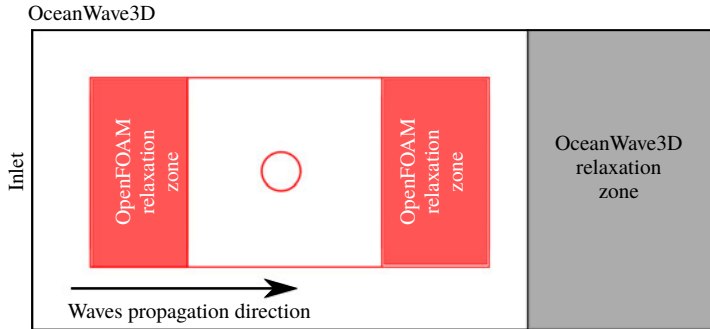 OceanWave3D
Inlet
OpenFOAM
relaxation
zone
OpenFOAM
relaxation
zone
OceanWave3D
relaxation
zone
Waves propagation direction